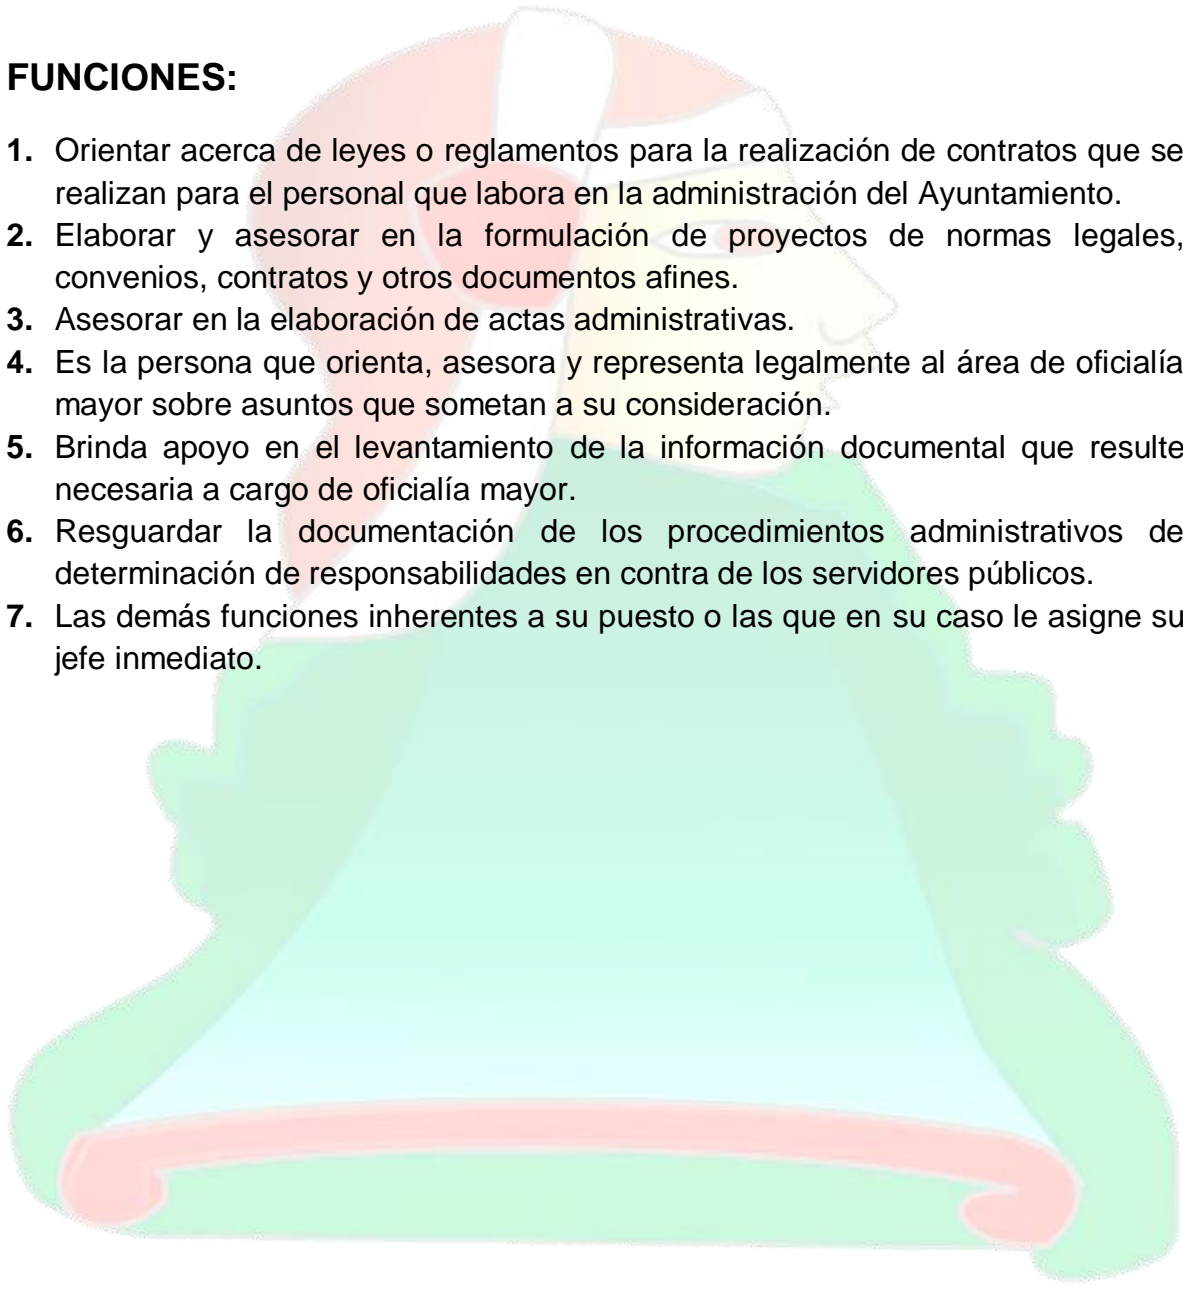 FUNCIONES:
1. Orientar acerca de leyes o reglamentos para la realización de contratos que se
realizan para el personal que labora en la administración del Ayuntamiento.
2. Elaborar y asesorar en la formulación de proyectos de normas legales,
convenios, contratos y otros documentos afines.
3. Asesorar en la elaboración de actas administrativas.
4. Es la persona que orienta, asesora y representa legalmente al área de oficialía
mayor sobre asuntos que sometan a su consideración.
5. Brinda apoyo en el levantamiento de la información documental que resulte
necesaria a cargo de oficialía mayor.
6. Resguardar la documentación de los procedimientos administrativos de
determinación de responsabilidades en contra de los servidores públicos.
7. Las demás funciones inherentes a su puesto o las que en su caso le asigne su
jefe inmediato.